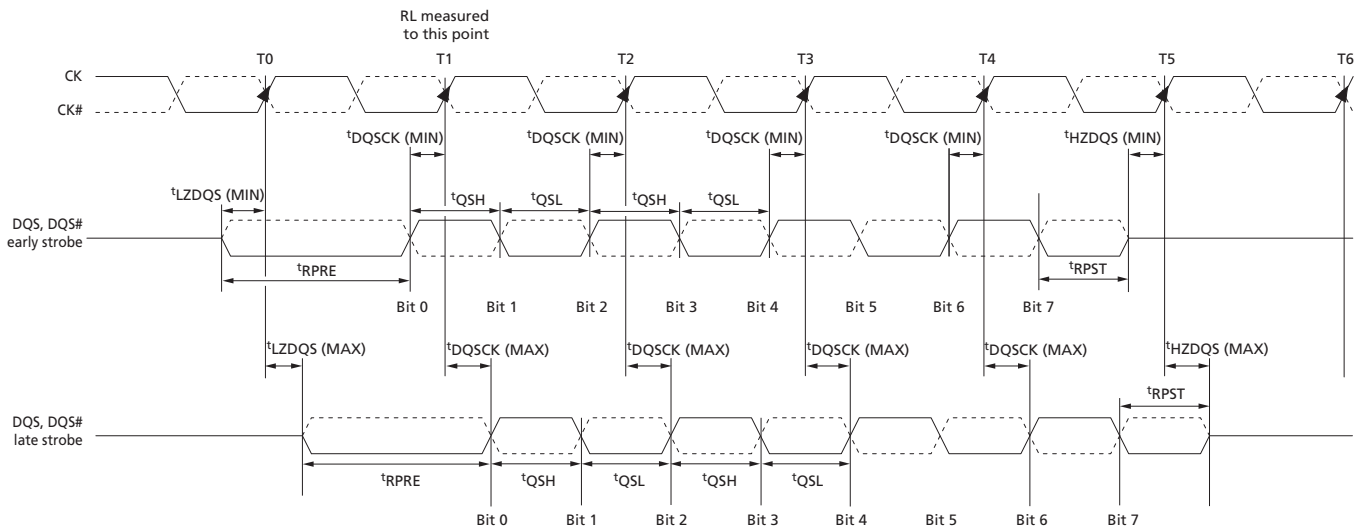 RL measured
to this point
T0 T1 T2 T3 T4 T5 T6
CK
CK#
tDQSCK (MIN) tDQSCK (MIN) tDQSCK (MIN) tDQSCK (MIN) tHZDQS (MIN)
tLZDQS (MIN)
tQSH tQSL tQSH tQSL
DQS, DQS#
early strobe
tRPRE tRPST
Bit 0 Bit 1 Bit 2 Bit 3 Bit 4 Bit 5 Bit 6 Bit 7
tLZDQS (MAX) tDQSCK (MAX) tDQSCK (MAX) tDQSCK (MAX) tDQSCK (MAX) tHZDQS (MAX)
tRPST
DQS, DQS#
late strobe
tRPRE tQSH tQSL tQSH tQSL
Bit 0 Bit 1 Bit 2 Bit 3 Bit 4 Bit 5 Bit 6 Bit 7